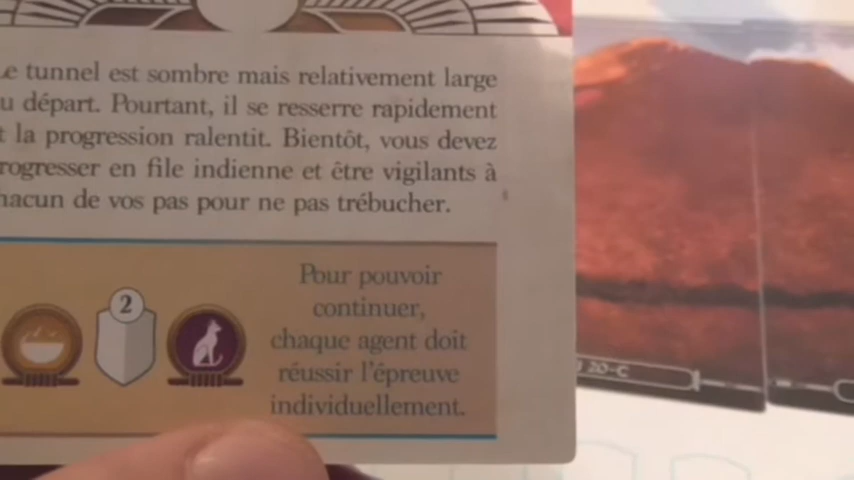 Le tunnel est sombre mais relativement large
u départ. Pourtant, il se resserre rapidement
t la progression ralentit. Bientôt, vous devez
rogresser en file indienne et être vigilants à
hacun de vos pas pour ne pas trébucher.
2
Pour pouvoir
continuer,
chaque agent doit
réussir l'épreuve
individuellement.
20-C